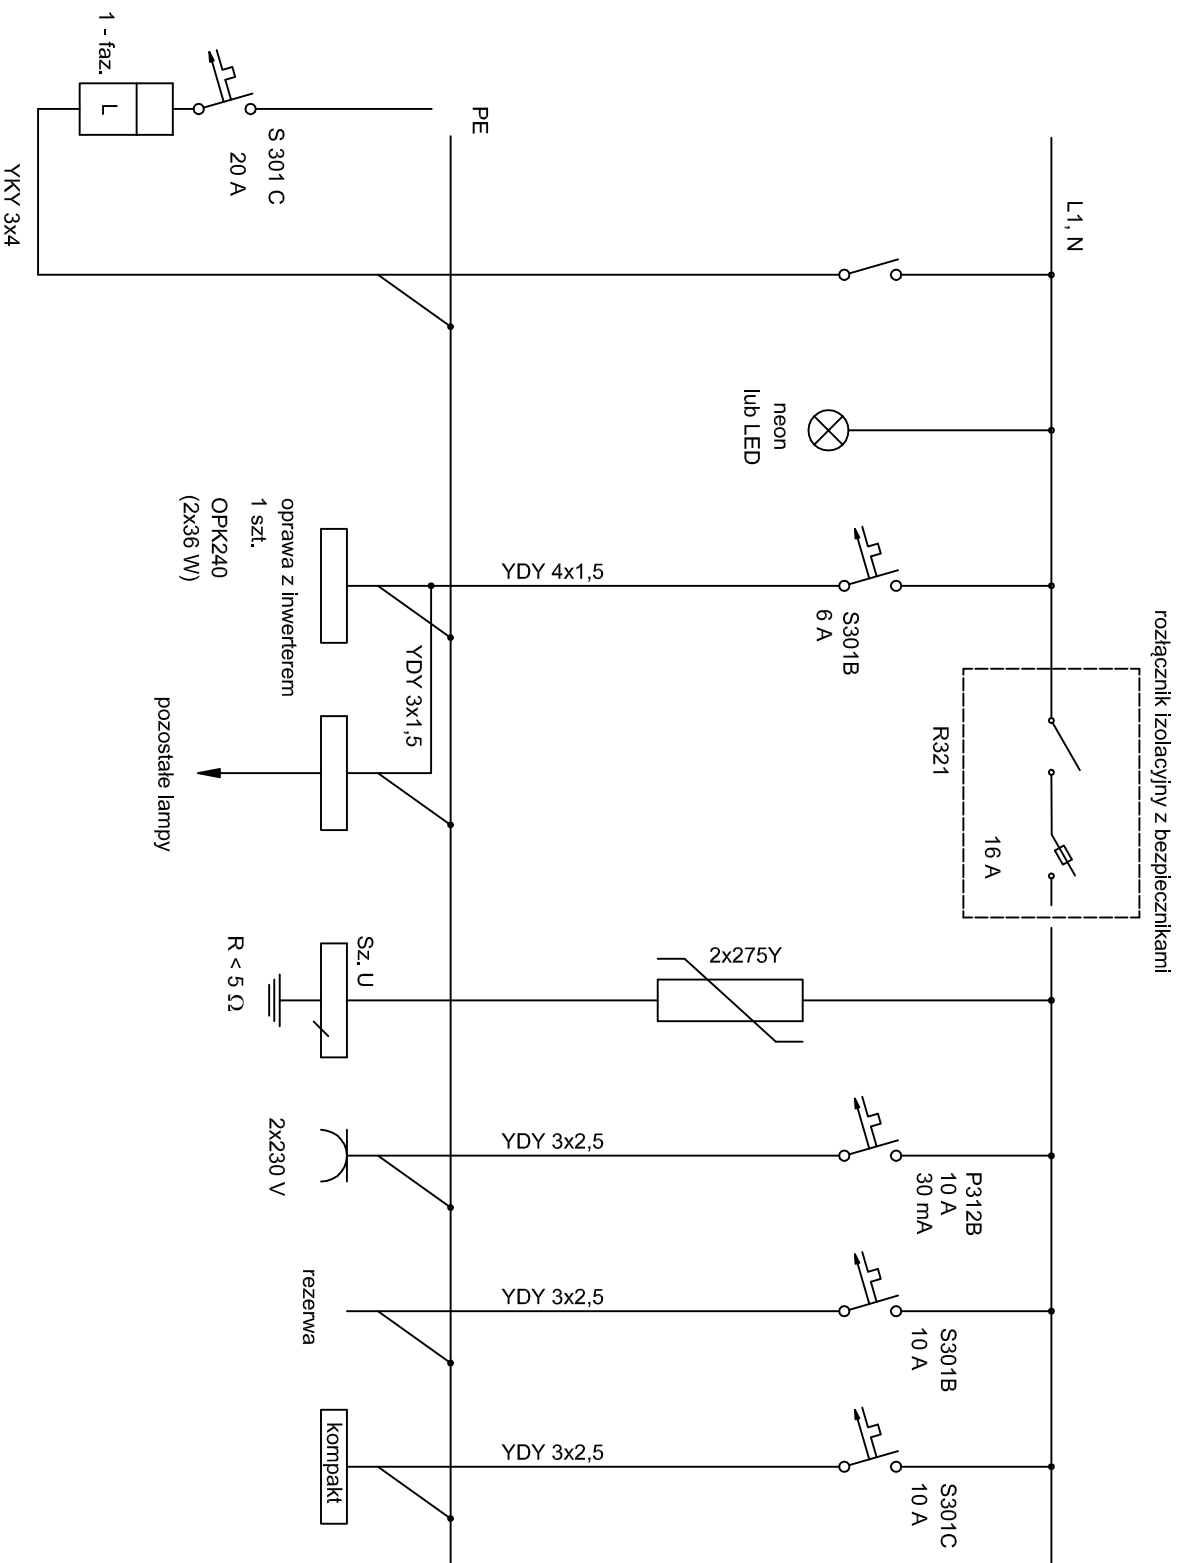 1 - faz.
L
S 301 C
20 A
YKY 3x4
PE
L1, N
neon
lub LED
oprawa z inwerterem
1 szt.
OPK240
(2x36 W)
YDY 4x1,5
S301B
6 A
YDY 3x1,5
pozostałe lampy
rozłącznik izolacyjny z bezpiecznikami
R321
16 A
Sz. U
R < 5 Ω
2x275Y
2x230 V
YDY 3x2,5
P312B
10 A
30 mA
rezerwa
YDY 3x2,5
S301B
10 A
kompakt
YDY 3x2,5
S301C
10 A